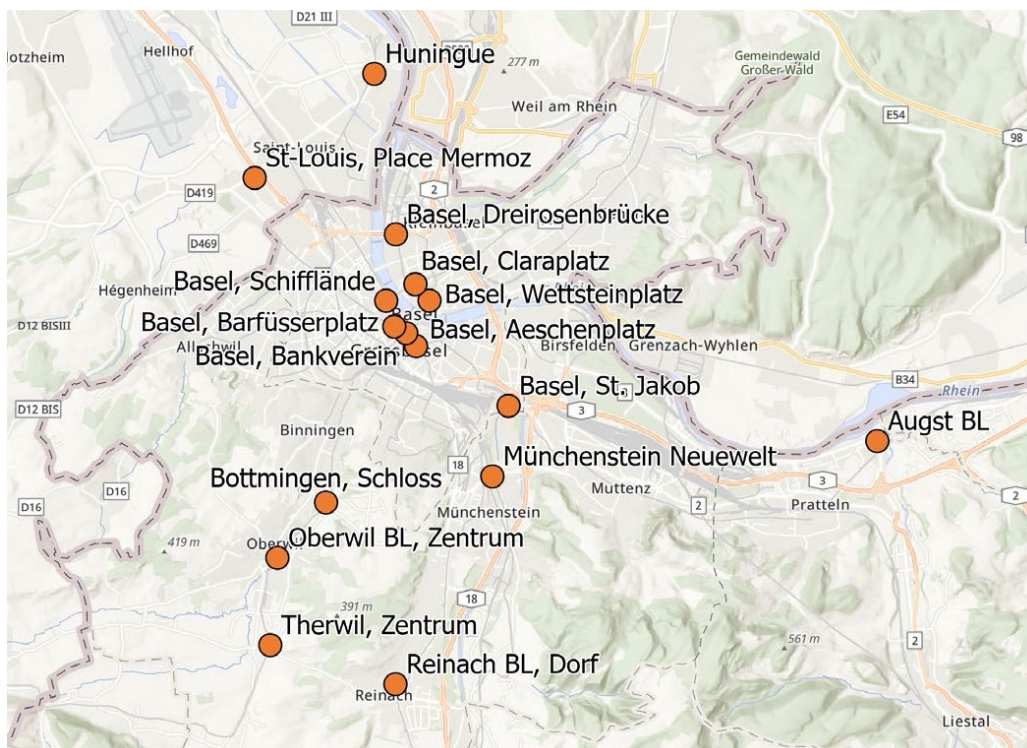 D21 III
Hellhof
Huningue
277 m
Gemeindewald
Großer Wald
Weil am Rhein
E54
98
Saint-Louis
St-Louis, Place Mermoz
D419
2
Basel, Dreirosenbrücke
D469
Basel, Claraplatz
Hégenheim
Basel, Schifflände
Basel, Wettsteinplatz
Basel
D12 BISIII
Basel, Barfüsserplatz
Basel, Aeschenplatz
Allschwil
Birsfelden
Grenzach-Wyhlen
Basel, Bankverein
Basel, St. Jakob
B34
Rhein
D12 BIS
3
Binningen
Augst BL
Münchenstein Neuewelt
18
Bottmingen, Schloss
Muttenz
3
D16
2
Pratteln
2
D16
Münchenstein
419 m
Oberwil BL, Zentrum
18
391 m
Therwil, Zentrum
561 m
2
Reinach BL, Dorf
Reinach
Liestal